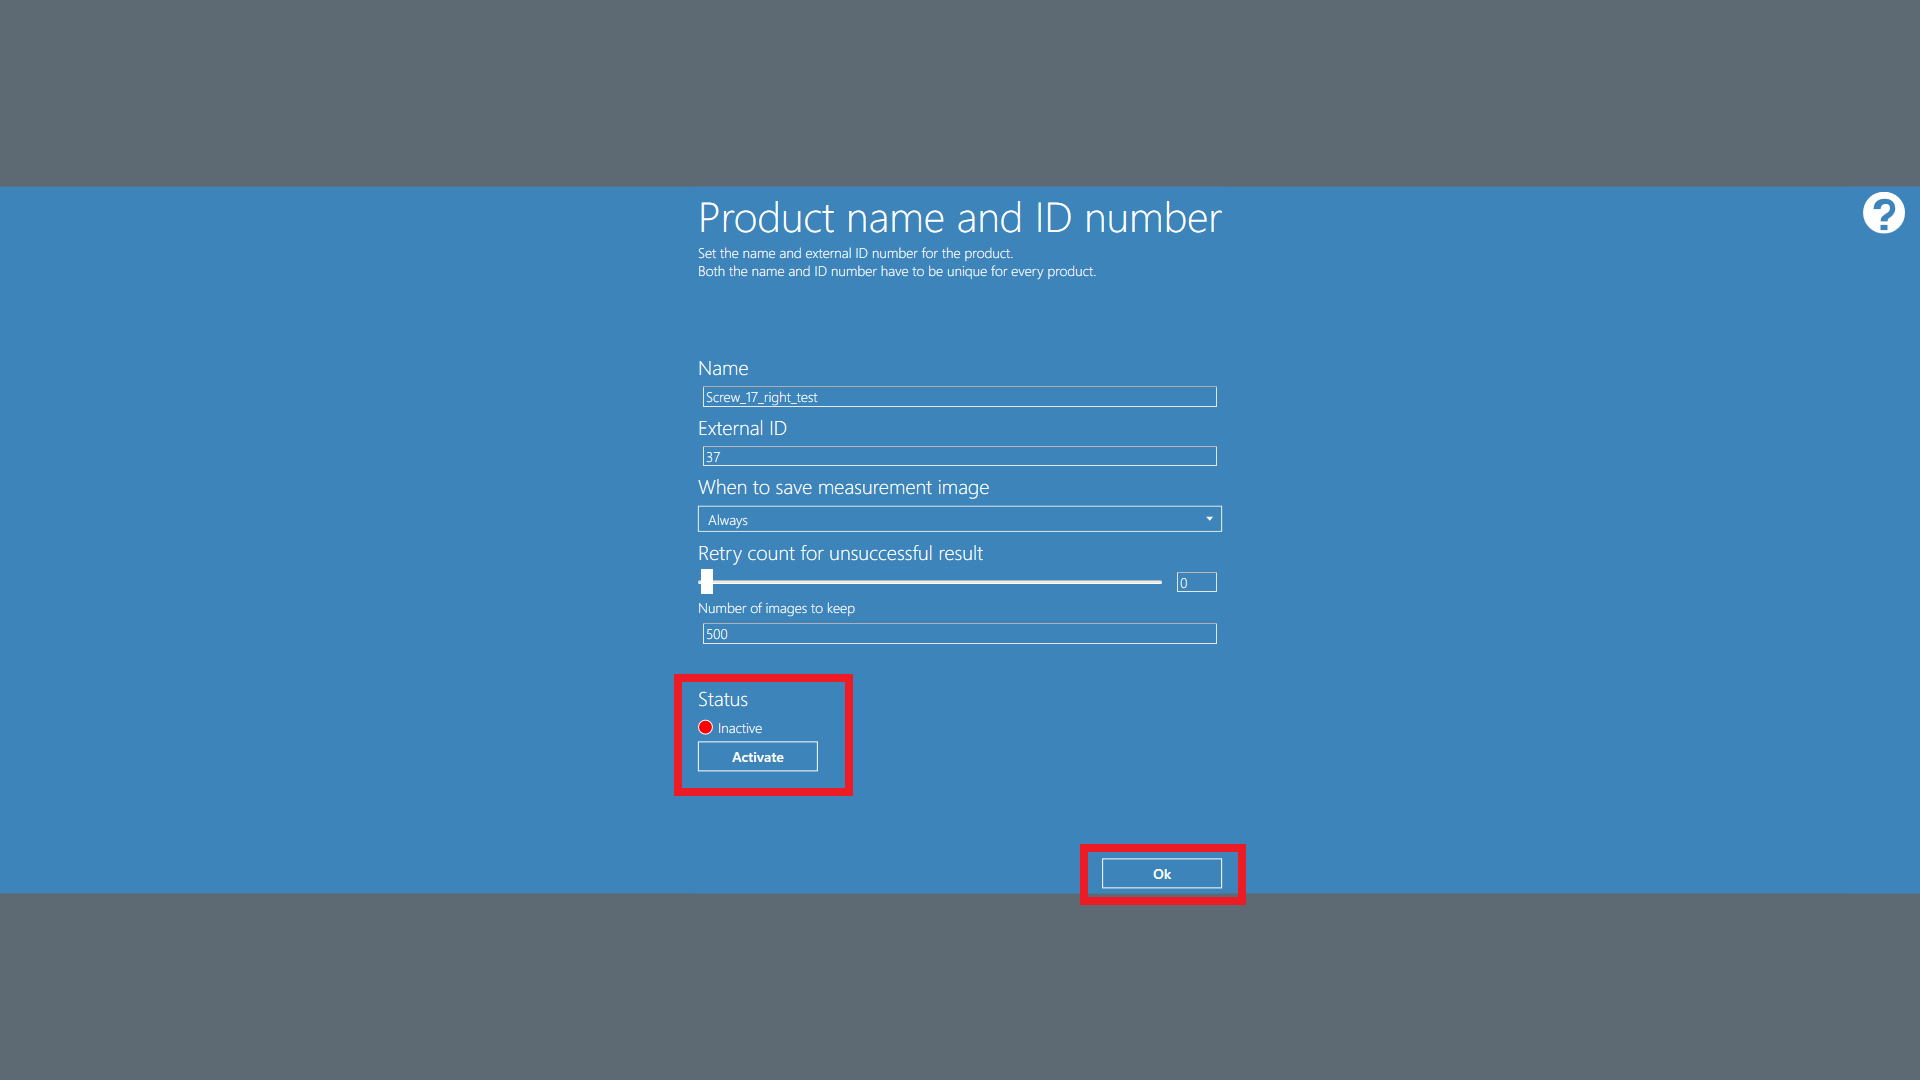 Product name and ID number
?
Set the name and external ID number for the product.
Both the name and ID number have to be unique for every product.
Name
Screw_17_right_test
External ID
37
When to save measurement image
Always
Retry count for unsuccessful result
0
Number of images to keep
500
Status
Inactive
Activate
Ok